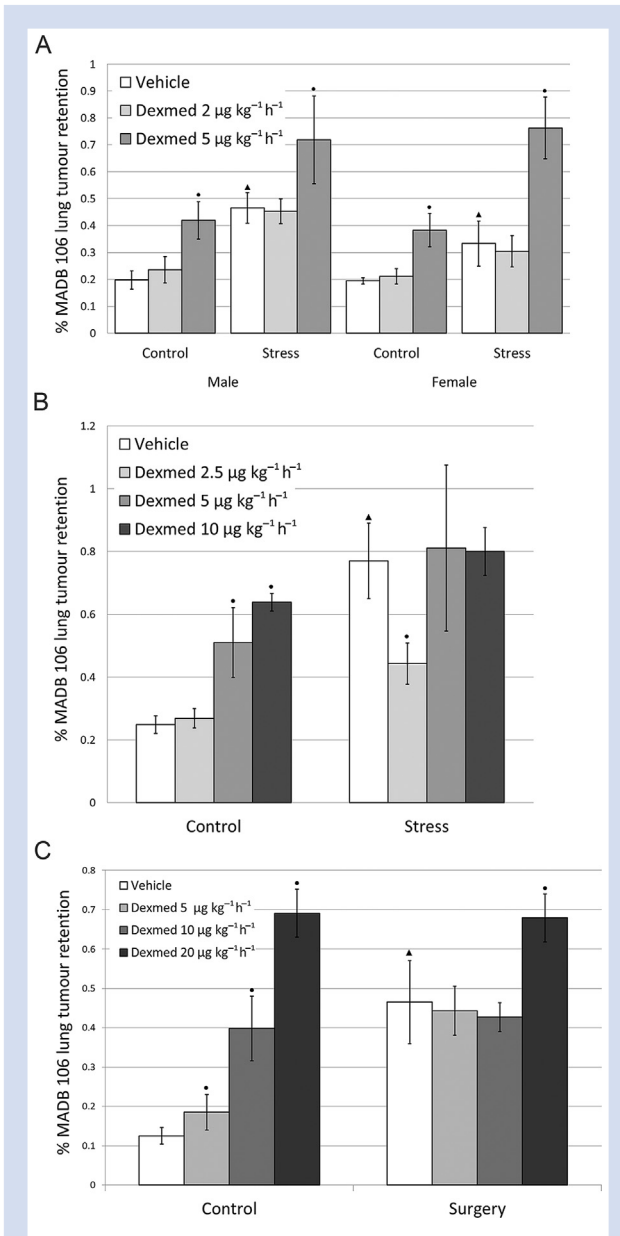 A
% MADB 106 lung tumour retention
1
0.9
0.8
0.7
0.6
0.5
0.4
0.3
0.2
0.1
0
Vehicle
Dexmed 2 µg kg⁻¹ h⁻¹
Dexmed 5 µg kg⁻¹ h⁻¹
Control Stress Control Stress
Male Female
B
% MADB 106 lung tumour retention
1.2
1
0.8
0.6
0.4
0.2
0
Vehicle
Dexmed 2.5 µg kg⁻¹ h⁻¹
Dexmed 5 µg kg⁻¹ h⁻¹
Dexmed 10 µg kg⁻¹ h⁻¹
Control Stress
C
% MADB 106 lung tumour retention
0.8
0.7
0.6
0.5
0.4
0.3
0.2
0.1
0
Vehicle
Dexmed 5 µg kg⁻¹ h⁻¹
Dexmed 10 µg kg⁻¹ h⁻¹
Dexmed 20 µg kg⁻¹ h⁻¹
Control Surgery